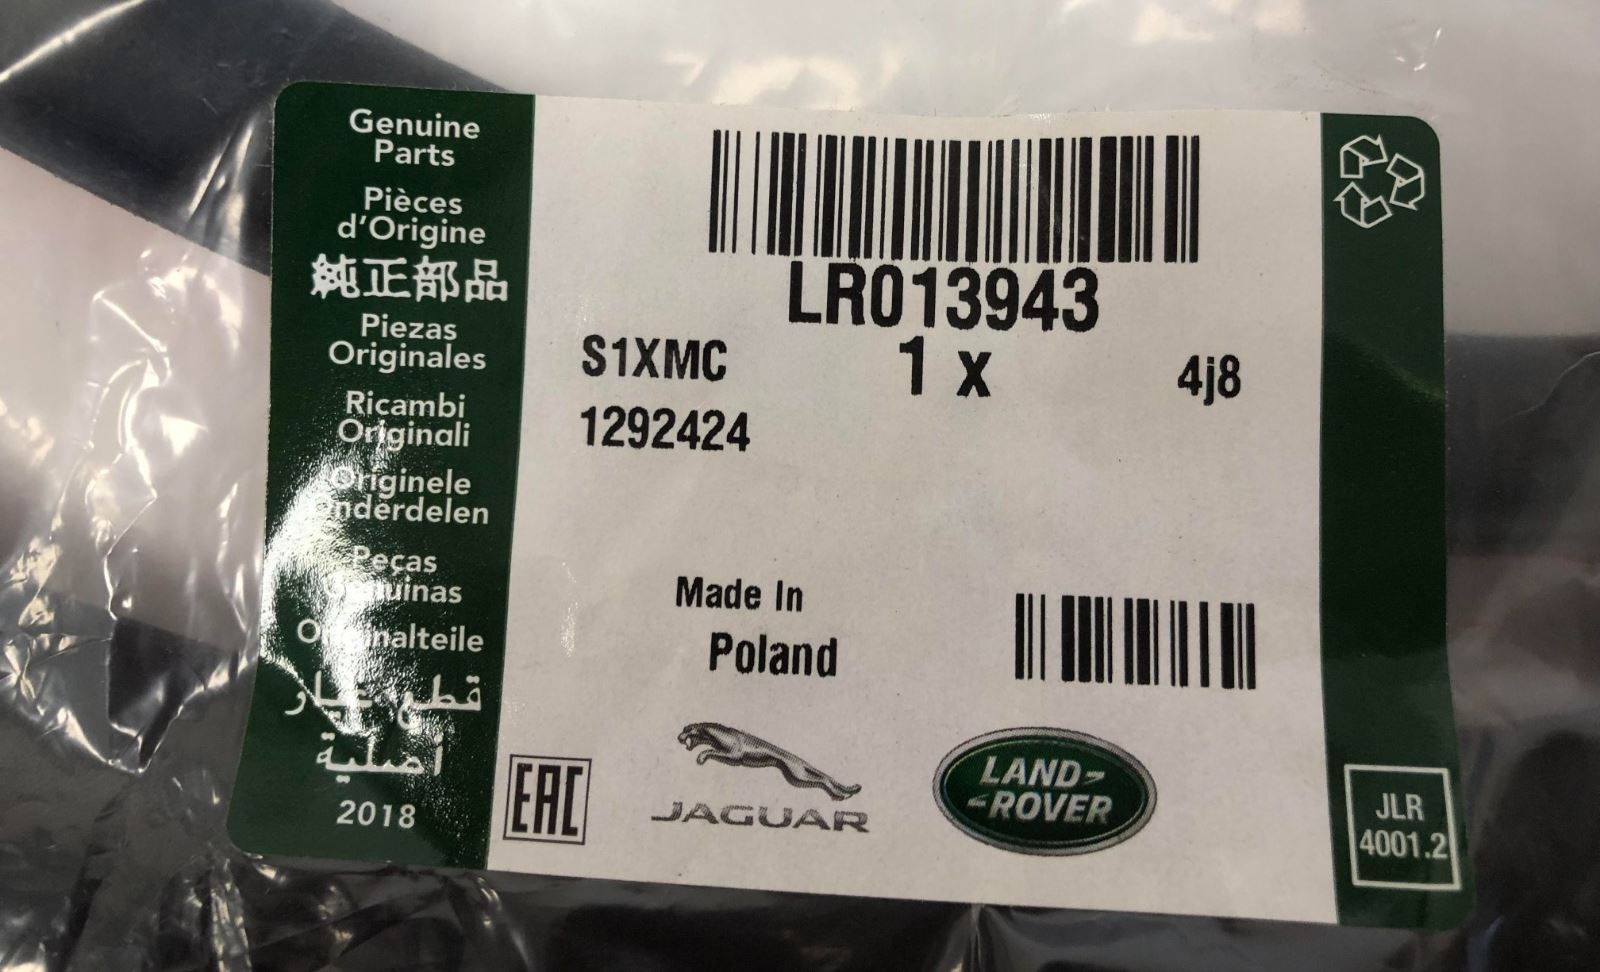 Genuine
Parts
Pièces
d'Origine
純正部品
Piezas
Originales
Ricambi
Originali
Originele
Onderdelen
Peças
Genuinas
Originalteile
قطع غيار
أصلية
2018
LR013943
S1XMC
1 x
4j8
1292424
Made In
Poland
EAC
JAGUAR
LAND-
-ROVER
JLR
4001.2